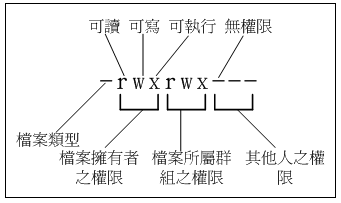 可讀 可寫 可執行 無權限
-rwxrwx---
檔案類型
檔案擁有者之權限
檔案所屬群組之權限
其他人之權限